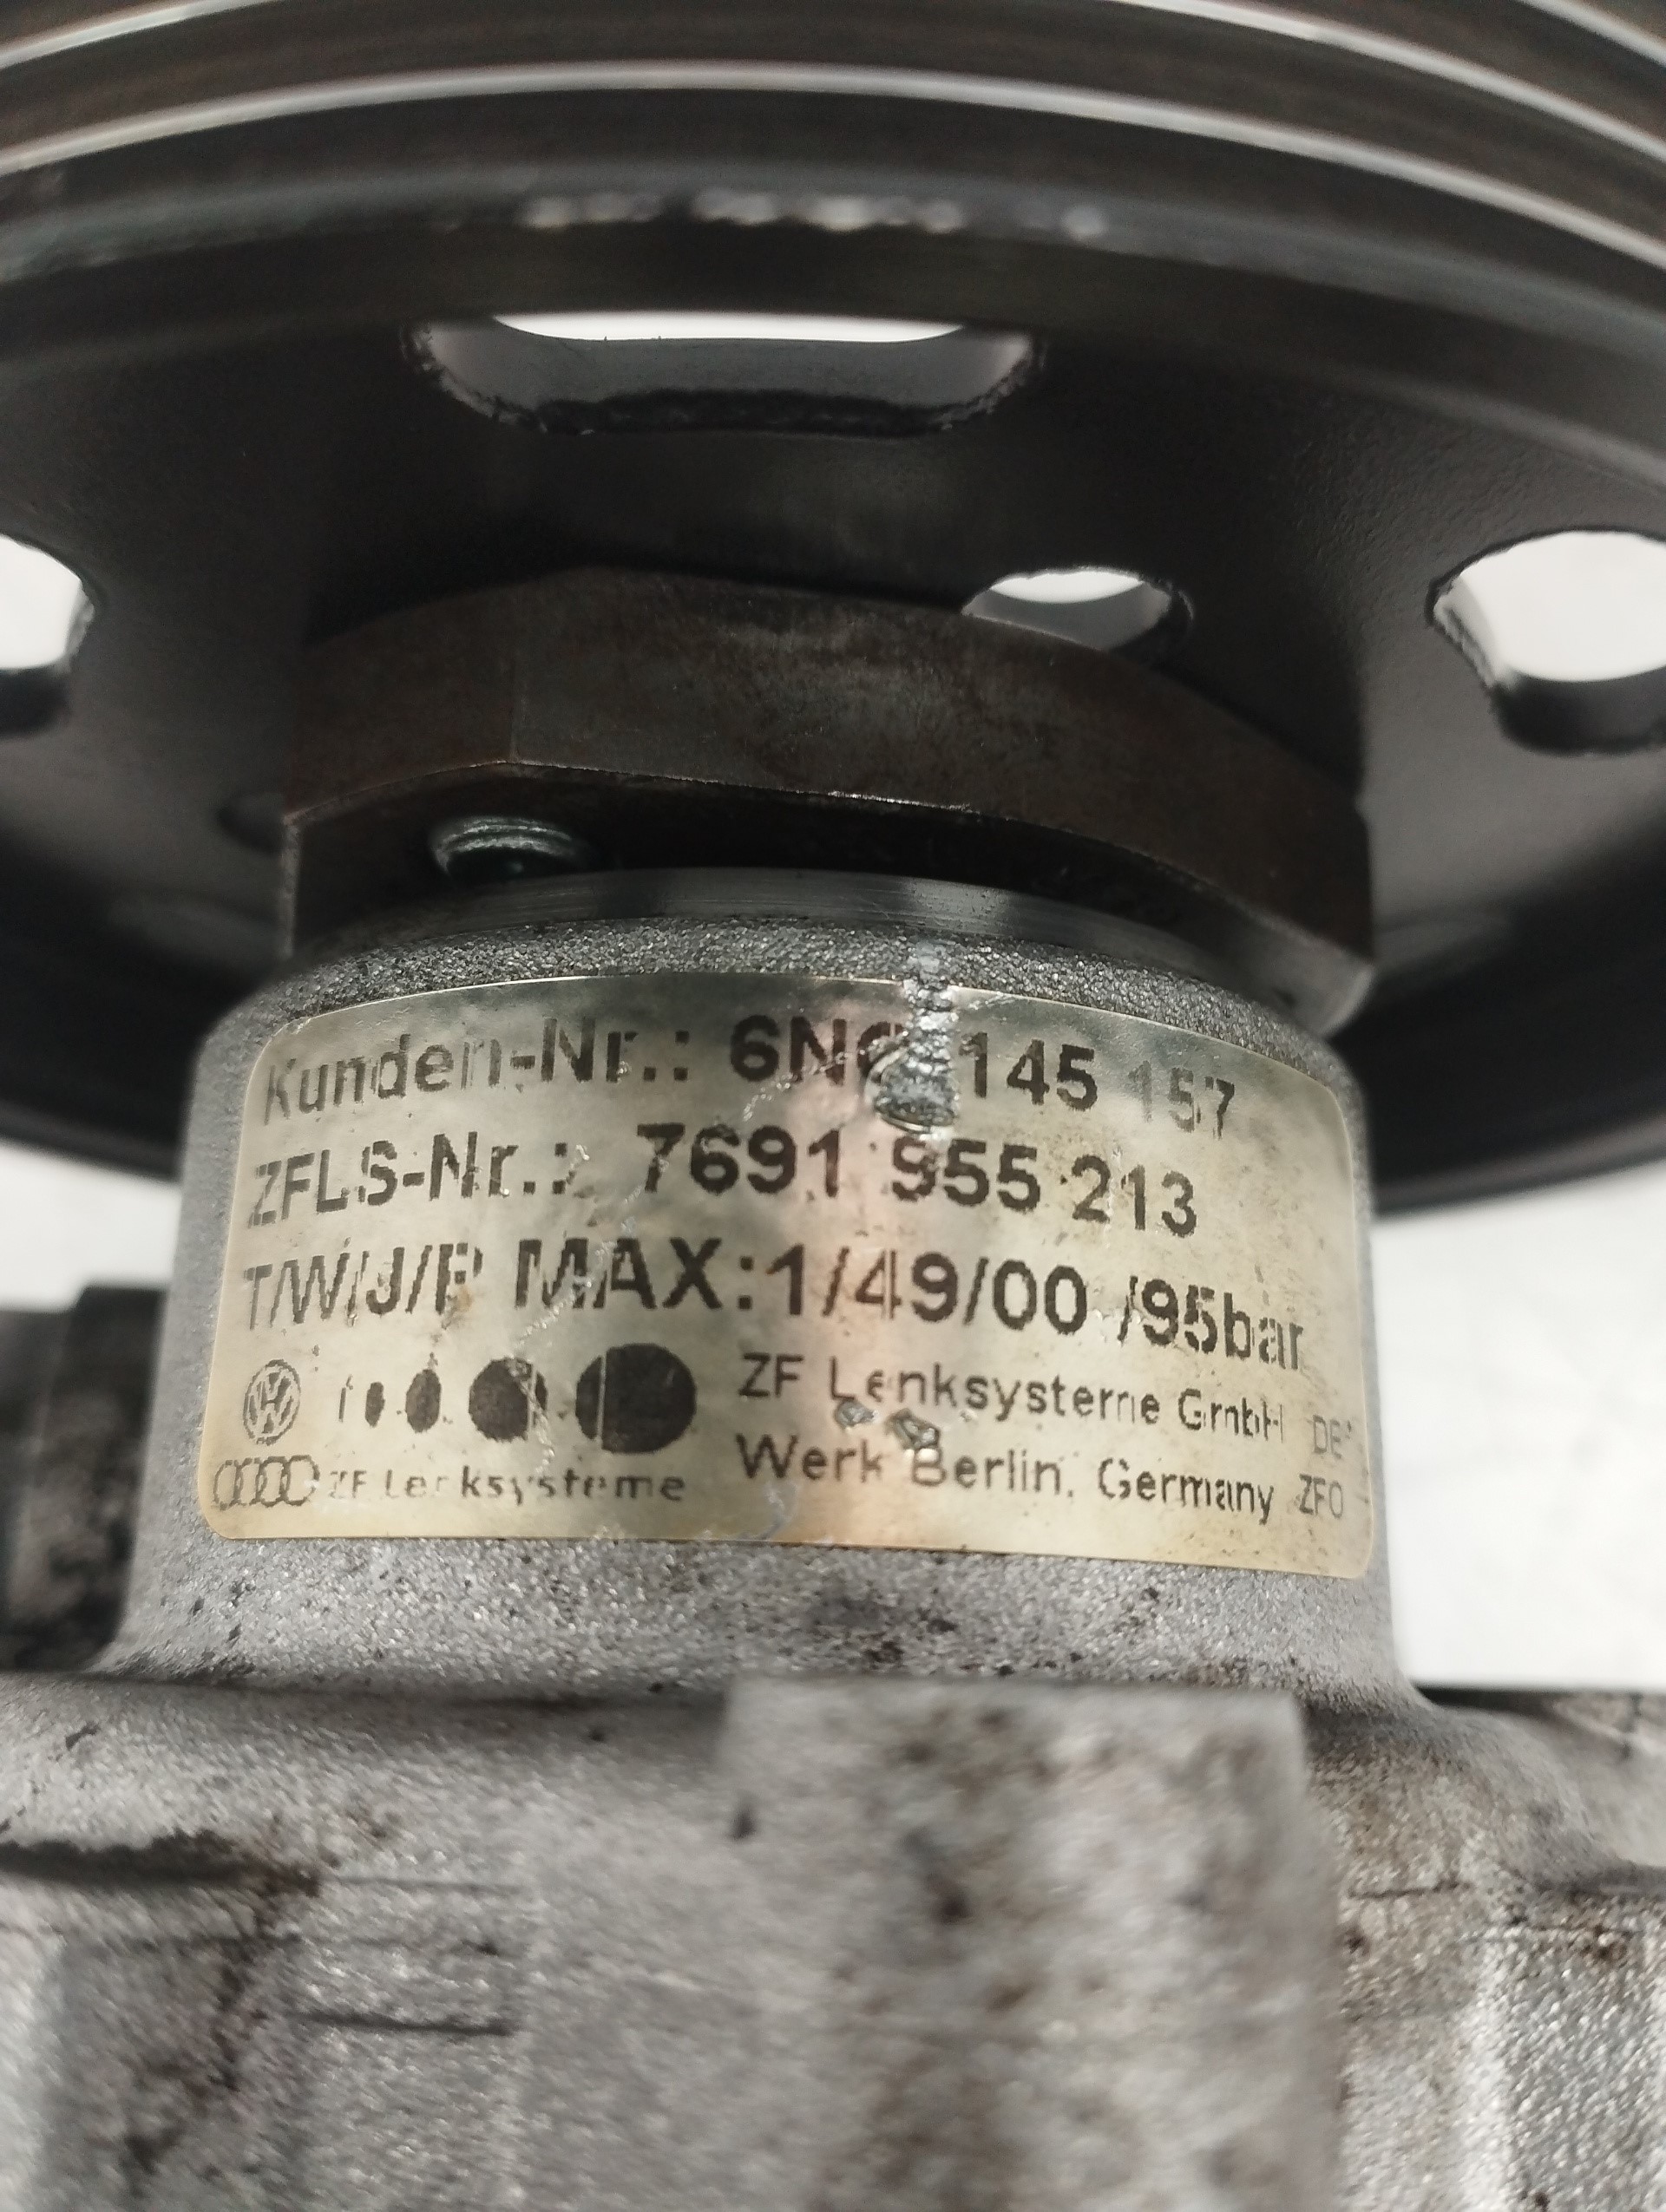 Kunden-Nr.: 6N0 145 157
ZFLS-Nr.: 7691 955 213
T/W/J/P MAX:1/49/00 /95bar
ZF Lenksysteme GmbH
Werk Berlin, Germany ZFO
ZF Lenksysteme